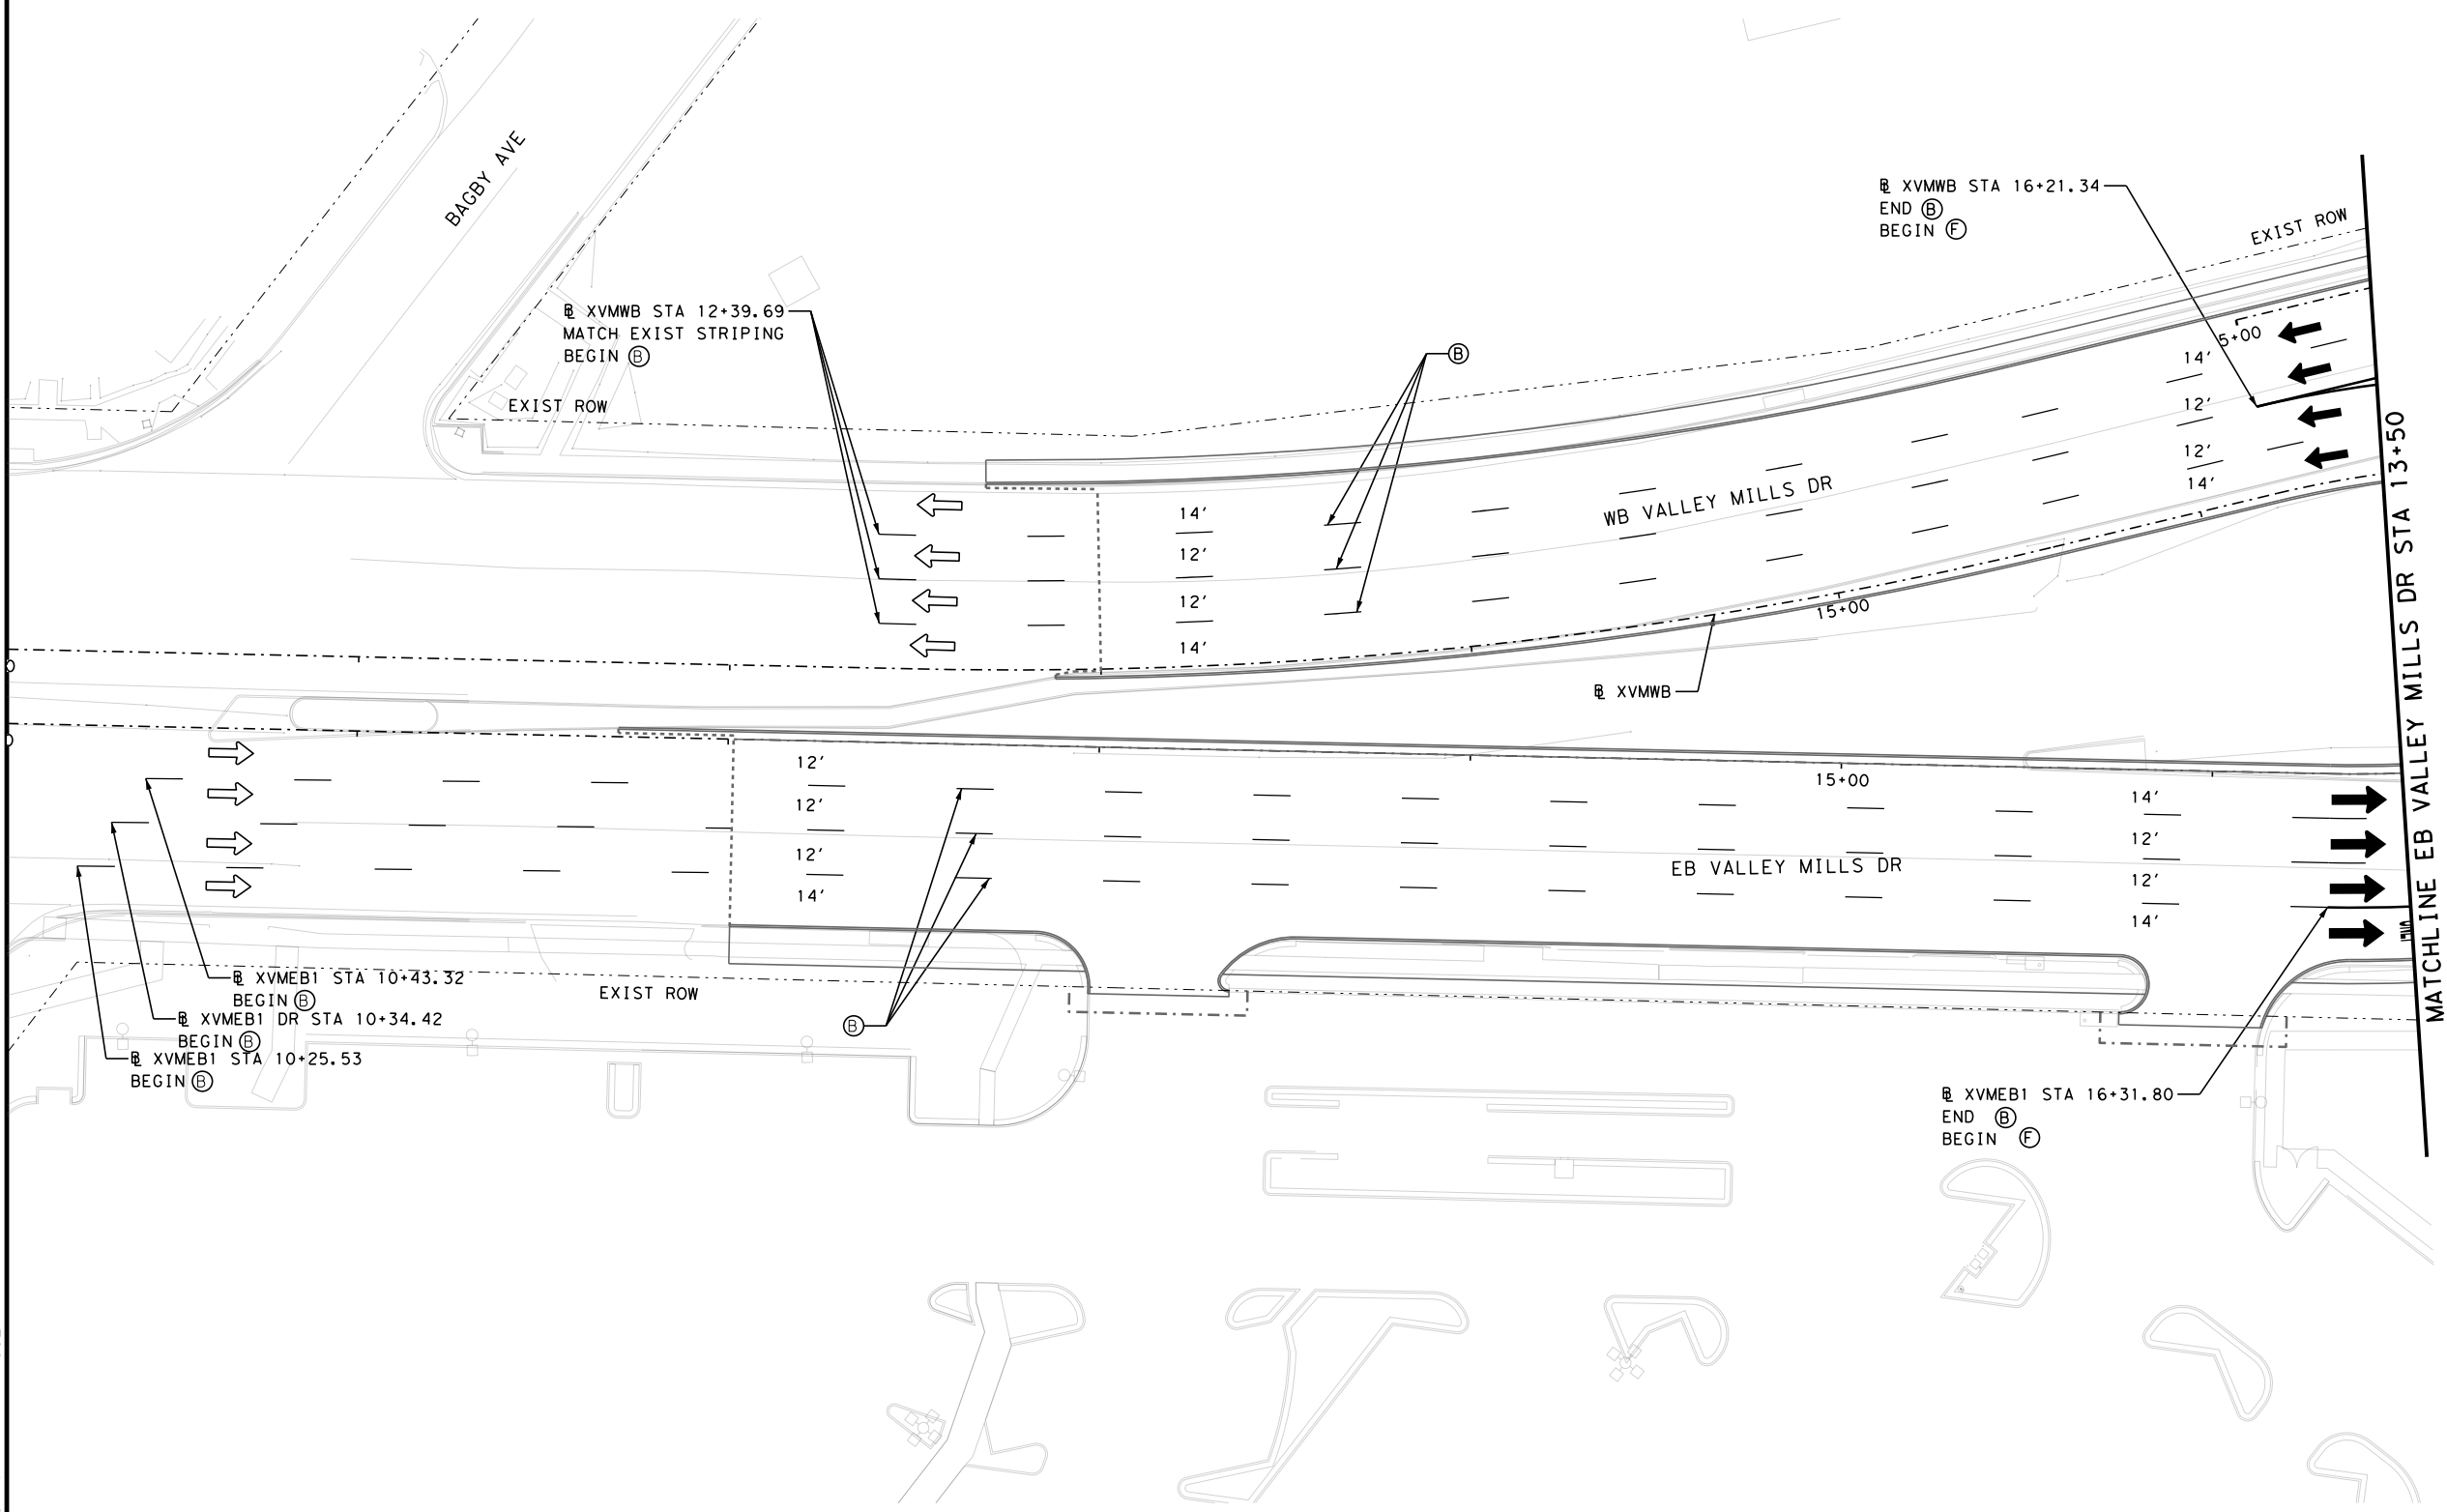 BAGBY AVE
℄ XVMWB STA 16+21.34
END Ⓑ
BEGIN Ⓕ
EXIST ROW
℄ XVMWB STA 12+39.69
MATCH EXIST STRIPING
BEGIN Ⓑ
Ⓑ
5+00
14′
12′
12′
14′
EXIST ROW
WB VALLEY MILLS DR
14′
12′
12′
14′
15+00
℄ XVMWB
MATCHLINE EB VALLEY MILLS DR STA 13+50
12′
12′
12′
14′
15+00
14′
12′
12′
14′
EB VALLEY MILLS DR
℄ XVMEB1 STA 10+43.32
BEGIN Ⓑ
℄ XVMEB1 DR STA 10+34.42
BEGIN Ⓑ
℄ XVMEB1 STA 10+25.53
BEGIN Ⓑ
EXIST ROW
Ⓑ
℄ XVMEB1 STA 16+31.80
END Ⓑ
BEGIN Ⓕ